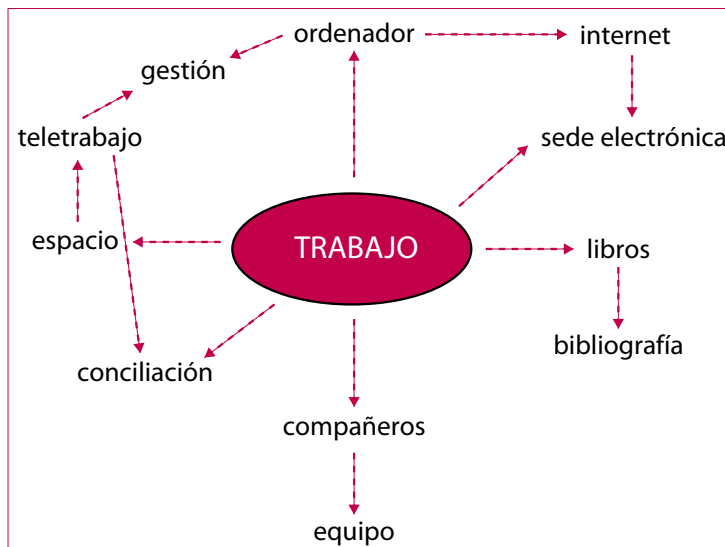 ordenador
internet
gestión
teletrabajo
sede electrónica
espacio
TRABAJO
libros
bibliografía
conciliación
compañeros
equipo